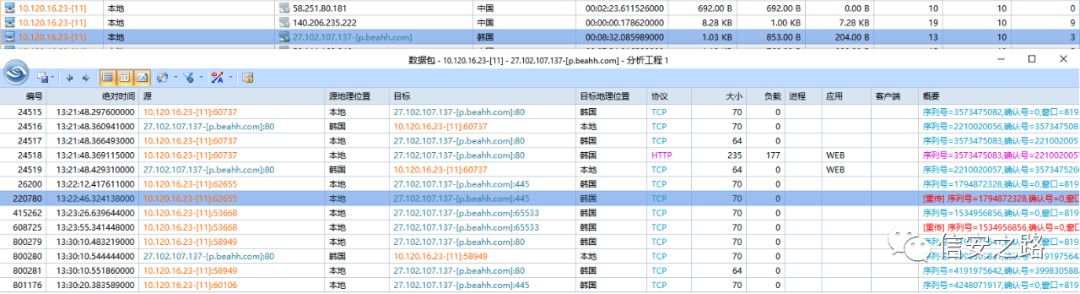 10.120.16.23-[11] 本地 58.251.80.181 中国 00:02:23.611526000 692.00 B 692.00 B 0.00 B 10 10 0
10.120.16.23-[11] 本地 140.206.235.222 中国 00:00:00.178620000 8.28 KB 1.00 KB 7.28 KB 19 10 9
10.120.16.23-[11] 本地 27.102.107.137-[p.beahh.com] 韩国 00:08:32.085989000 1.03 KB 853.00 B 204.00 B 13 10 3
数据包 - 10.120.16.23-[11] - 27.102.107.137-[p.beahh.com] - 分析工程 1
编号 绝对时间 源 源地理位置 目标 目标地理位置 协议 大小 负载 进程 应用 客户端 概要
24515 13:21:48.297600000 10.120.16.23-[11]:60737 本地 27.102.107.137-[p.beahh.com]:80 韩国 TCP 70 0 序列号=3573475082,确认号=0,窗口=819
24516 13:21:48.360941000 27.102.107.137-[p.beahh.com]:80 韩国 10.120.16.23-[11]:60737 本地 TCP 70 0 序列号=2210020056,确认号=357347508
24517 13:21:48.366493000 10.120.16.23-[11]:60737 本地 27.102.107.137-[p.beahh.com]:80 韩国 TCP 64 0 序列号=3573475083,确认号=221002005
24518 13:21:48.369115000 10.120.16.23-[11]:60737 本地 27.102.107.137-[p.beahh.com]:80 韩国 HTTP 235 177 WEB 序列号=3573475083,确认号=221002005
24519 13:21:48.429310000 27.102.107.137-[p.beahh.com]:80 韩国 10.120.16.23-[11]:60737 本地 TCP 64 0 WEB 序列号=2210020057,确认号=357347526
26200 13:22:12.417611000 10.120.16.23-[11]:62655 本地 27.102.107.137-[p.beahh.com]:445 韩国 TCP 70 0 序列号=1794872328,确认号=0,窗口=819
220780 13:22:46.324138000 10.120.16.23-[11]:62655 本地 27.102.107.137-[p.beahh.com]:445 韩国 TCP 70 0 [重传] 序列号=1794872328,确认号=0,窗口
415262 13:23:26.639644000 10.120.16.23-[11]:53668 本地 27.102.107.137-[p.beahh.com]:65533 韩国 TCP 70 0 序列号=1534956856,确认号=0,窗口=819
608725 13:23:55.341448000 10.120.16.23-[11]:53668 本地 27.102.107.137-[p.beahh.com]:65533 韩国 TCP 70 0 [重传] 序列号=1534956856,确认号=0,窗口
800279 13:30:10.483219000 10.120.16.23-[11]:58949 本地 27.102.107.137-[p.beahh.com]:80 韩国 TCP 70 0
800280 13:30:10.544400000 27.102.107.137-[p.beahh.com]:80 韩国 10.120.16.23-[11]:58949 本地 TCP 70 0
800281 13:30:10.551860000 10.120.16.23-[11]:58949 本地 27.102.107.137-[p.beahh.com]:80 韩国 TCP 64 0 序列号=4191975642,确认号=399830588
801176 13:30:20.383589000 10.120.16.23-[11]:60106 本地 27.102.107.137-[p.beahh.com]:80 韩国 TCP 70 0 序列号=4248071917,确认号=0,窗口=819
信安之路